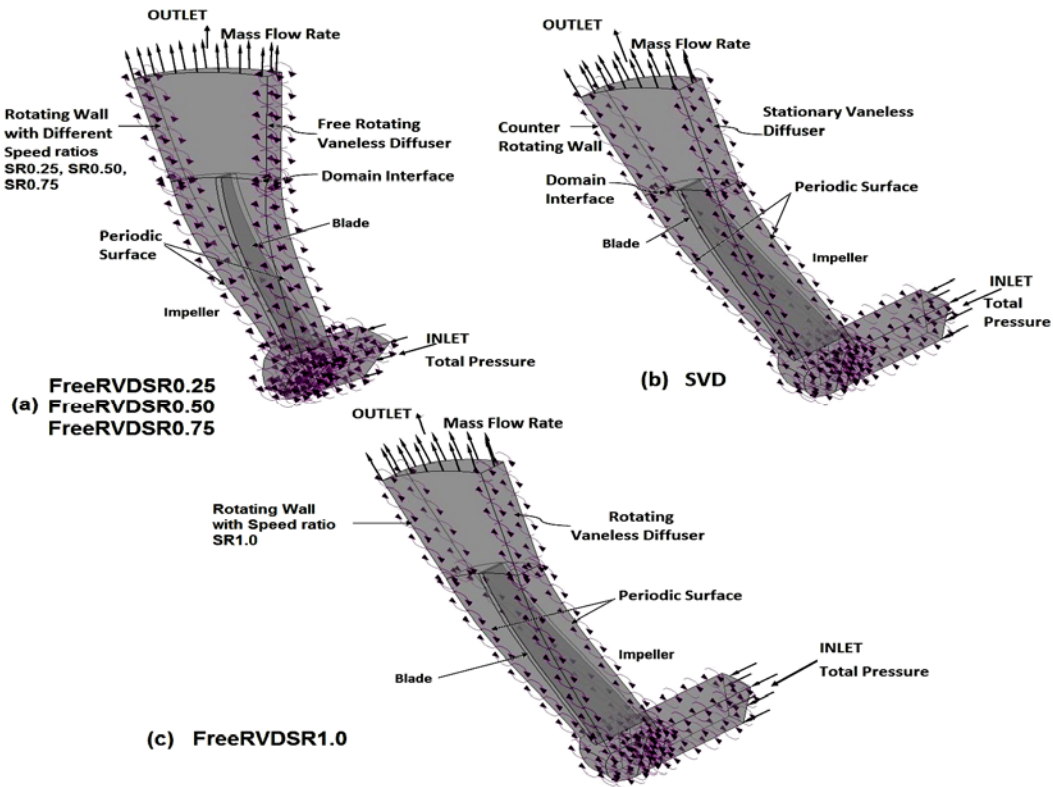 OUTLET
Mass Flow Rate
Rotating Wall
with Different
Speed ratios
SR0.25, SR0.50,
SR0.75
Free Rotating
Vaneless Diffuser
Domain Interface
Blade
Periodic
Surface
Impeller
INLET
Total Pressure
(a) FreeRVDSR0.25
FreeRVDSR0.50
FreeRVDSR0.75
OUTLET
Mass Flow Rate
Counter
Rotating Wall
Stationary Vaneless
Diffuser
Domain
Interface
Periodic Surface
Blade
Impeller
INLET
Total
Pressure
(b) SVD
OUTLET
Mass Flow Rate
Rotating Wall
with Speed ratio
SR1.0
Rotating
Vaneless Diffuser
Periodic Surface
Blade
Impeller
INLET
Total Pressure
(c) FreeRVDSR1.0